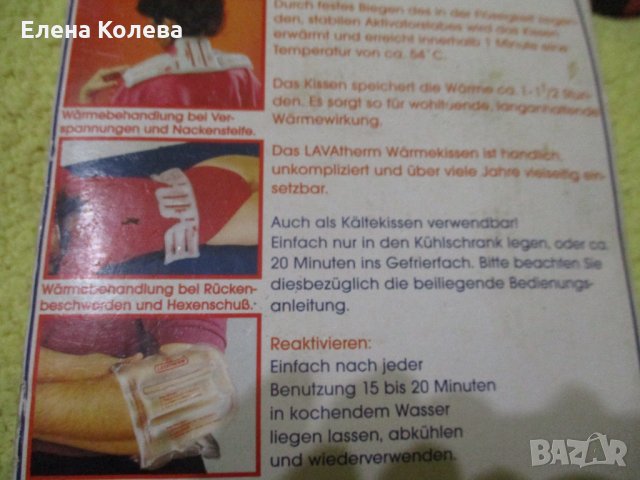 Елена Колева
Durch festes Biegen des in der Flüssigkeit liegen-
den, stabilen Aktivatorstabes wird das Kissen
erwärmt und erreicht innerhalb 1 Minute eine
Temperatur von ca. 54°C.
Das Kissen speichert die Wärme ca. 1-1½ Stun-
den. Es sorgt so für wohltuende, langanhaltende
Wärmewirkung.
Wärmebehandlung bei Ver-
spannungen und Nackensteife.
Das LAVAtherm Wärmekissen ist handlich,
unkompliziert und über viele Jahre vielseitig ein-
setzbar.
Auch als Kältekissen verwendbar!
Einfach nur in den Kühlschrank legen, oder ca.
20 Minuten ins Gefrierfach. Bitte beachten Sie
diesbezüglich die beiliegende Bedienungs-
anleitung.
Wärmebehandlung bei Rücken-
beschwerden und Hexenschuß.
Reaktivieren:
Einfach nach jeder
Benutzung 15 bis 20 Minuten
in kochendem Wasser
liegen lassen, abkühlen
und wiederverwenden.
BAZAR